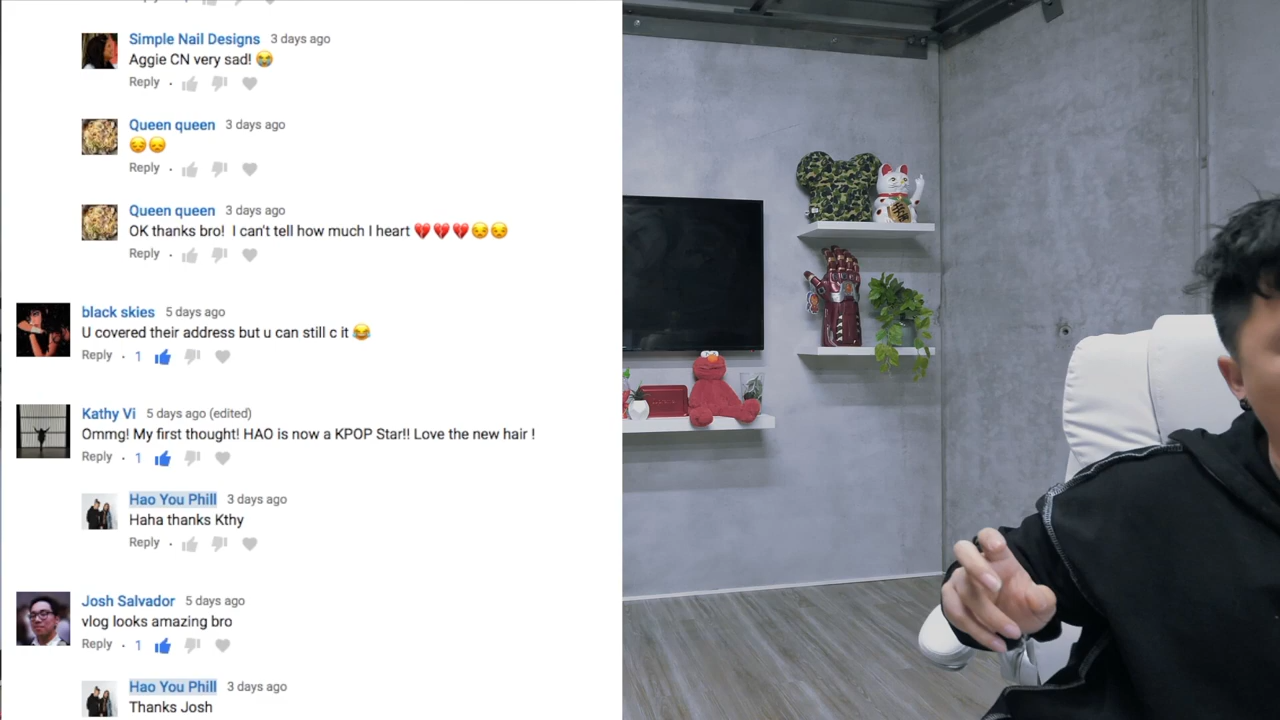 Simple Nail Designs 3 days ago
Aggie CN very sad! 😭
Reply ·
Queen queen 3 days ago
😔😞
Reply ·
Queen queen 3 days ago
OK thanks bro! I can't tell how much I heart 💔💔💔😒😒
Reply ·
black skies 5 days ago
U covered their address but u can still c it 😂
Reply · 1
Kathy Vi 5 days ago (edited)
Ommg! My first thought! HAO is now a KPOP Star!! Love the new hair !
Reply · 1
Hao You Phill 3 days ago
Haha thanks Kthy
Reply ·
Josh Salvador 5 days ago
vlog looks amazing bro
Reply · 1
Hao You Phill 3 days ago
Thanks Josh